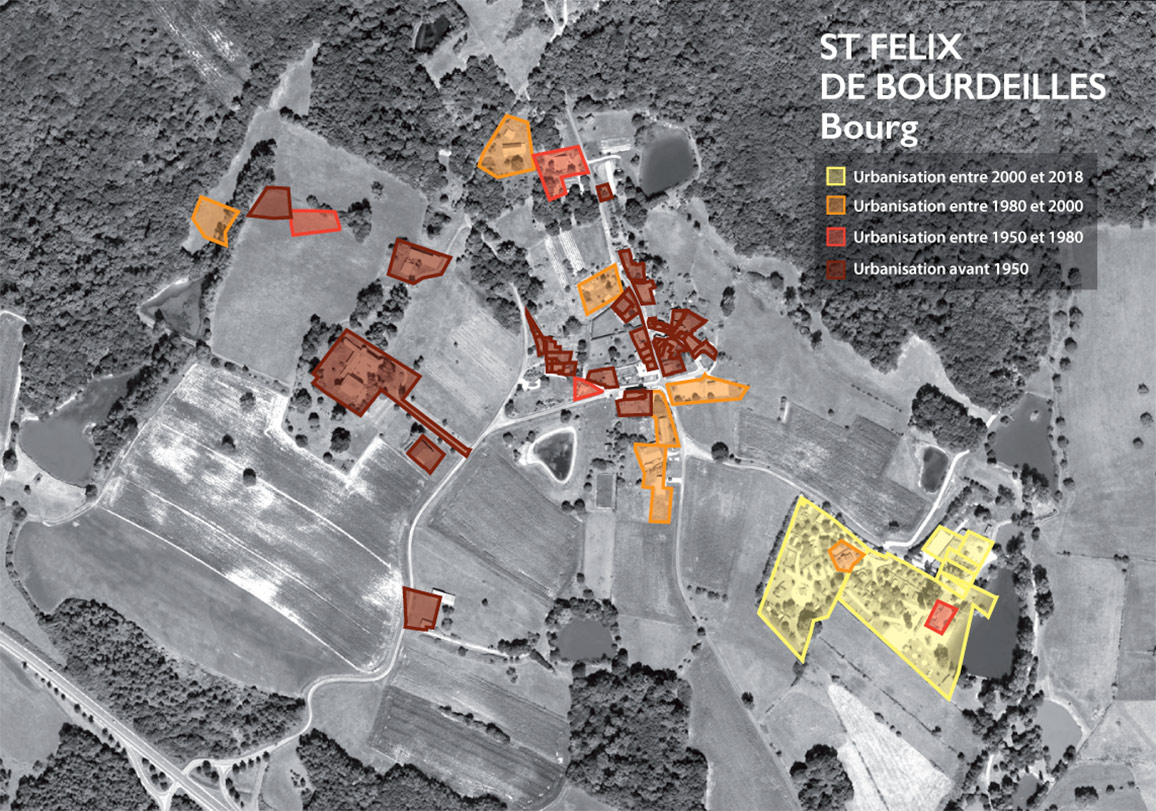 ST FELIX
DE BOURDEILLES
Bourg
Urbanisation entre 2000 et 2018
Urbanisation entre 1980 et 2000
Urbanisation entre 1950 et 1980
Urbanisation avant 1950